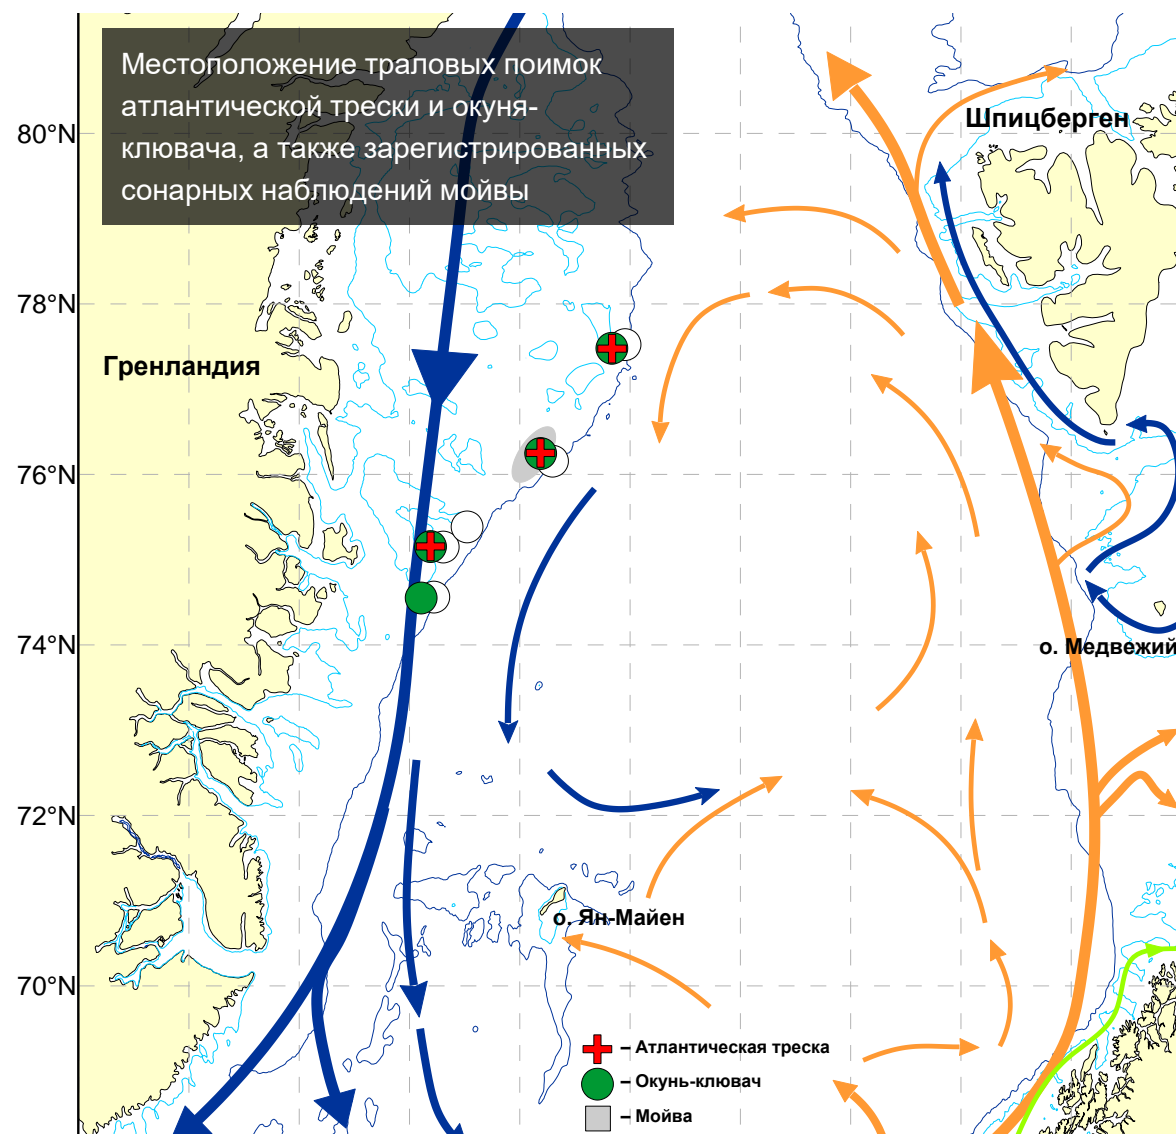 Местоположение траловых поимок
атлантической трески и окуня-
клювача, а также зарегистрированных
сонарных наблюдений мойвы
80°N
Шпицберген
78°N
Гренландия
76°N
74°N
о. Медвежий
72°N
о. Ян-Майен
70°N
– Атлантическая треска
– Окунь-клювач
– Мойва